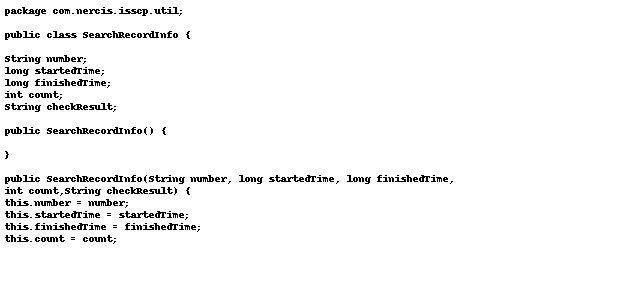 package com.nercis.isscp.util;
public class SearchRecordInfo {
String number;
long startedTime;
long finishedTime;
int count;
String checkResult;
public SearchRecordInfo() {
}
public SearchRecordInfo(String number, long startedTime, long finishedTime,
int count,String checkResult) {
this.number = number;
this.startedTime = startedTime;
this.finishedTime = finishedTime;
this.count = count;